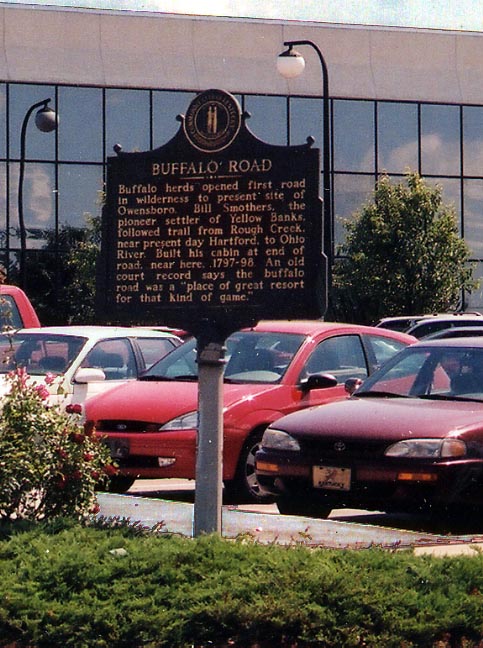 BUFFALO ROAD
Buffalo herds opened first road
in wilderness to present site of
Owensboro. Bill Smothers, the
pioneer settler of Yellow Banks,
followed trail from Rough Creek,
near present day Hartford, to Ohio
River. Built his cabin at end of
road, near here, 1797-98. An old
court record says the buffalo
road was a "place of great resort
for that kind of game."